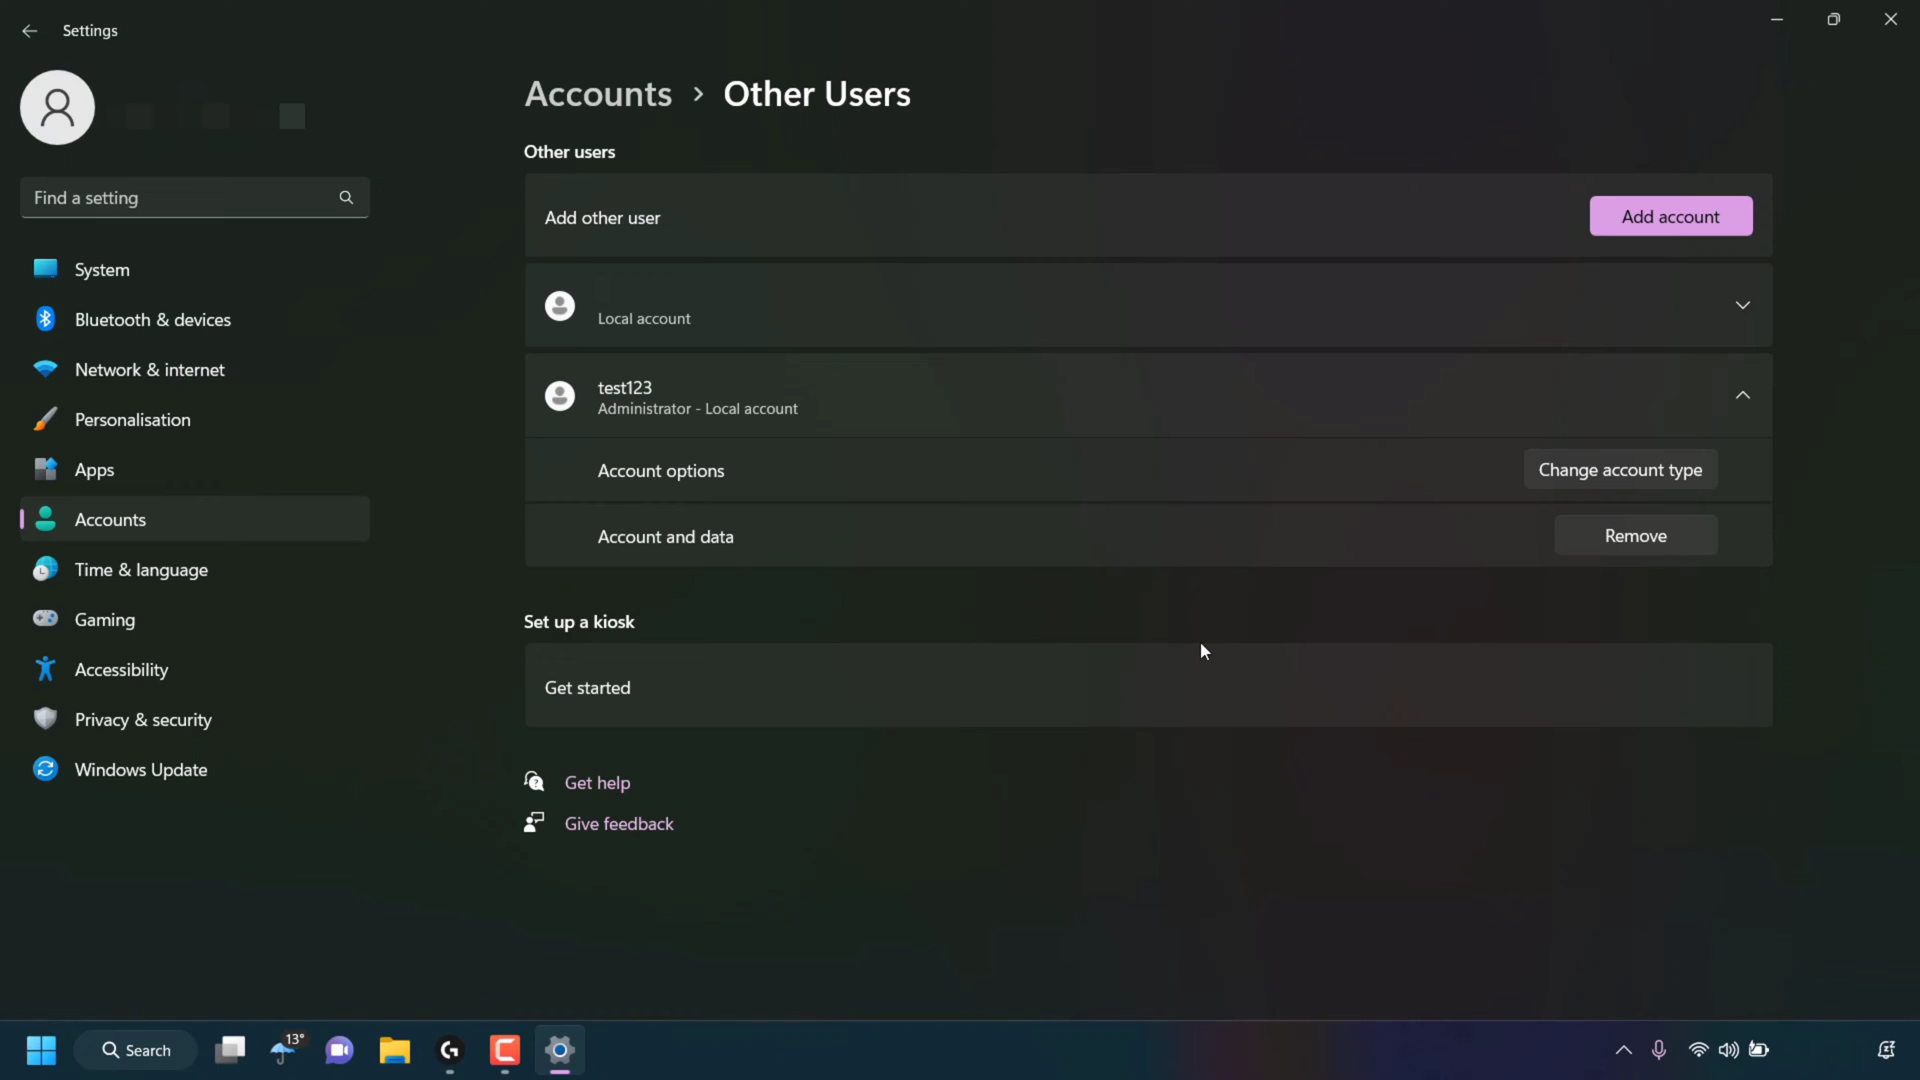 Settings
Find a setting
System
Bluetooth & devices
Network & internet
Personalisation
Apps
Accounts
Time & language
Gaming
Accessibility
Privacy & security
Windows Update
Accounts > Other Users
Other users
Add other user
Add account
Local account
test123
Administrator - Local account
Account options
Change account type
Account and data
Remove
Set up a kiosk
Get started
Get help
Give feedback
Search
13°